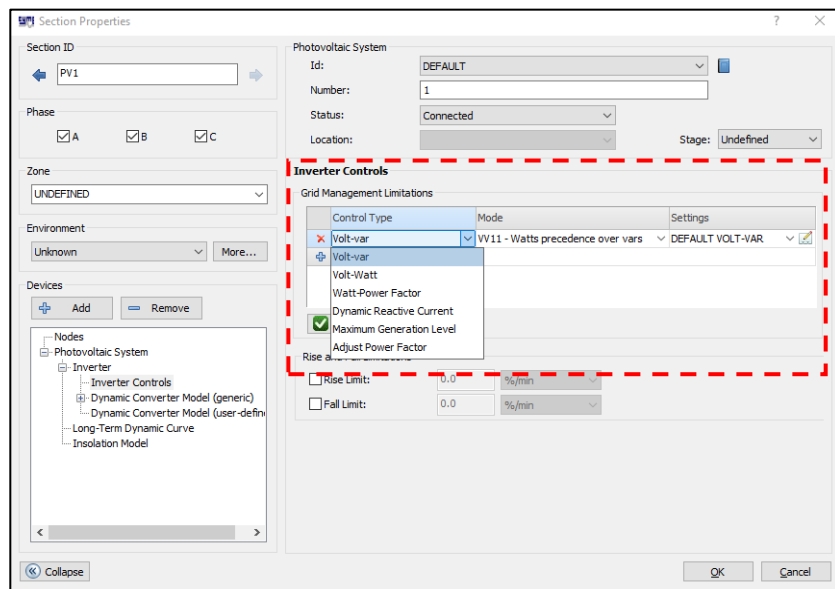 Section Properties
Section ID
PV1
Phase
A B C
Zone
UNDEFINED
Environment
Unknown More...
Devices
Add Remove
Nodes
Photovoltaic System
Inverter
Inverter Controls
Dynamic Converter Model (generic)
Dynamic Converter Model (user-defin
Long-Term Dynamic Curve
Insolation Model
Collapse
Photovoltaic System
Id: DEFAULT
Number: 1
Status: Connected
Location: Stage: Undefined
Inverter Controls
Grid Management Limitations
Control Type Mode Settings
Volt-var VV11 - Watts precedence over vars DEFAULT VOLT-VAR
Volt-var
Volt-Watt
Watt-Power Factor
Dynamic Reactive Current
Maximum Generation Level
Adjust Power Factor
Rise and Fall Limitations
Rise Limit: 0.0 %/min
Fall Limit: 0.0 %/min
OK Cancel